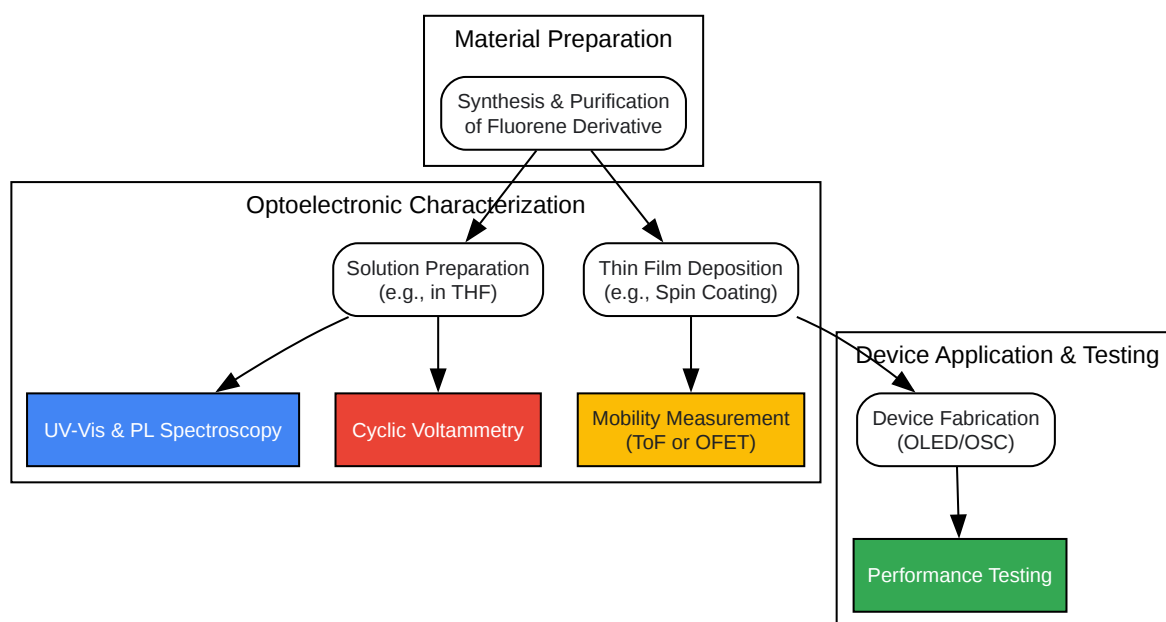 Material Preparation
Synthesis & Purification
of Fluorene Derivative
Optoelectronic Characterization
Solution Preparation
(e.g., in THF)
Thin Film Deposition
(e.g., Spin Coating)
Device Application & Testing
UV-Vis & PL Spectroscopy
Cyclic Voltammetry
Mobility Measurement
(ToF or OFET)
Device Fabrication
(OLED/OSC)
Performance Testing